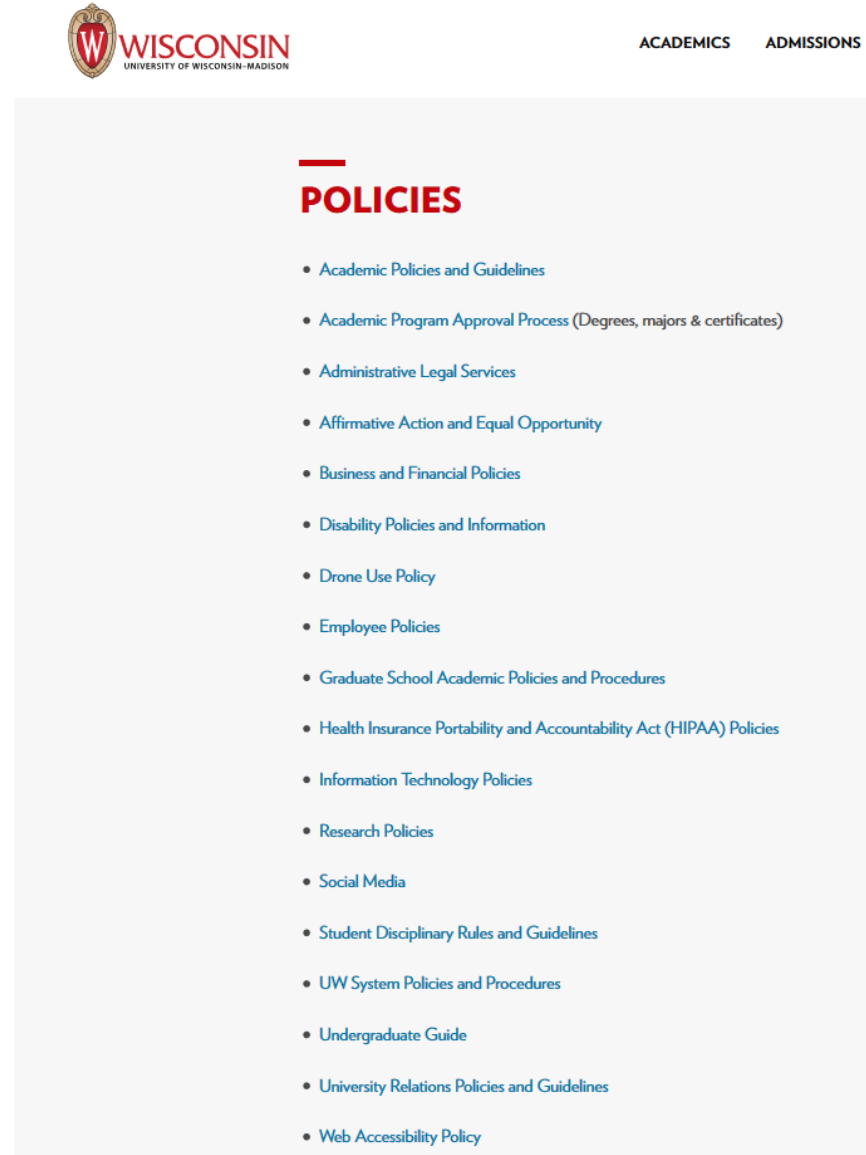 W WISCONSIN
UNIVERSITY OF WISCONSIN–MADISON
ACADEMICS ADMISSIONS
POLICIES
• Academic Policies and Guidelines
• Academic Program Approval Process (Degrees, majors & certificates)
• Administrative Legal Services
• Affirmative Action and Equal Opportunity
• Business and Financial Policies
• Disability Policies and Information
• Drone Use Policy
• Employee Policies
• Graduate School Academic Policies and Procedures
• Health Insurance Portability and Accountability Act (HIPAA) Policies
• Information Technology Policies
• Research Policies
• Social Media
• Student Disciplinary Rules and Guidelines
• UW System Policies and Procedures
• Undergraduate Guide
• University Relations Policies and Guidelines
• Web Accessibility Policy